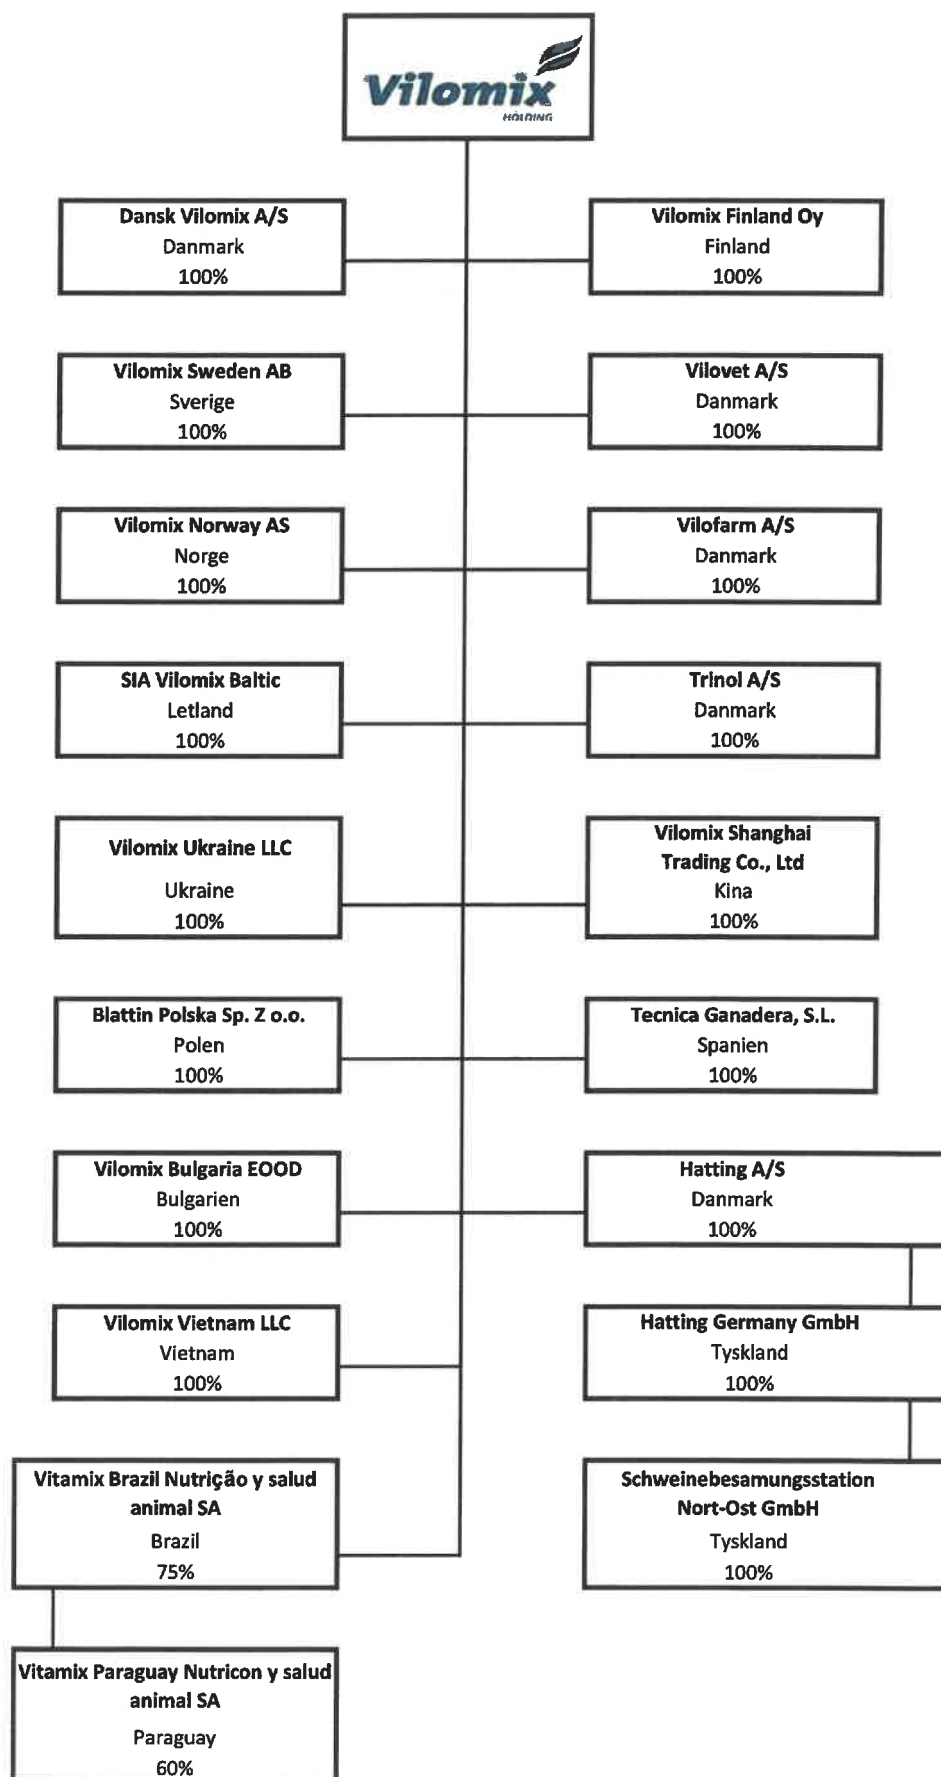 Vilomix
HOLDING
Dansk Vilomix A/S
Danmark
100%
Vilomix Finland Oy
Finland
100%
Vilomix Sweden AB
Sverige
100%
Vilovet A/S
Danmark
100%
Vilomix Norway AS
Norge
100%
Vilofarm A/S
Danmark
100%
SIA Vilomix Baltic
Letland
100%
Trinol A/S
Danmark
100%
Vilomix Ukraine LLC
Ukraine
100%
Vilomix Shanghai
Trading Co., Ltd
Kina
100%
Blattin Polska Sp. Z o.o.
Polen
100%
Tecnica Ganadera, S.L.
Spanien
100%
Vilomix Bulgaria EOOD
Bulgarien
100%
Hatting A/S
Danmark
100%
Vilomix Vietnam LLC
Vietnam
100%
Hatting Germany GmbH
Tyskland
100%
Vitamix Brazil Nutrição y salud
animal SA
Brazil
75%
Schweinebesamungsstation
Nort-Ost GmbH
Tyskland
100%
Vitamix Paraguay Nutricon y salud
animal SA
Paraguay
60%